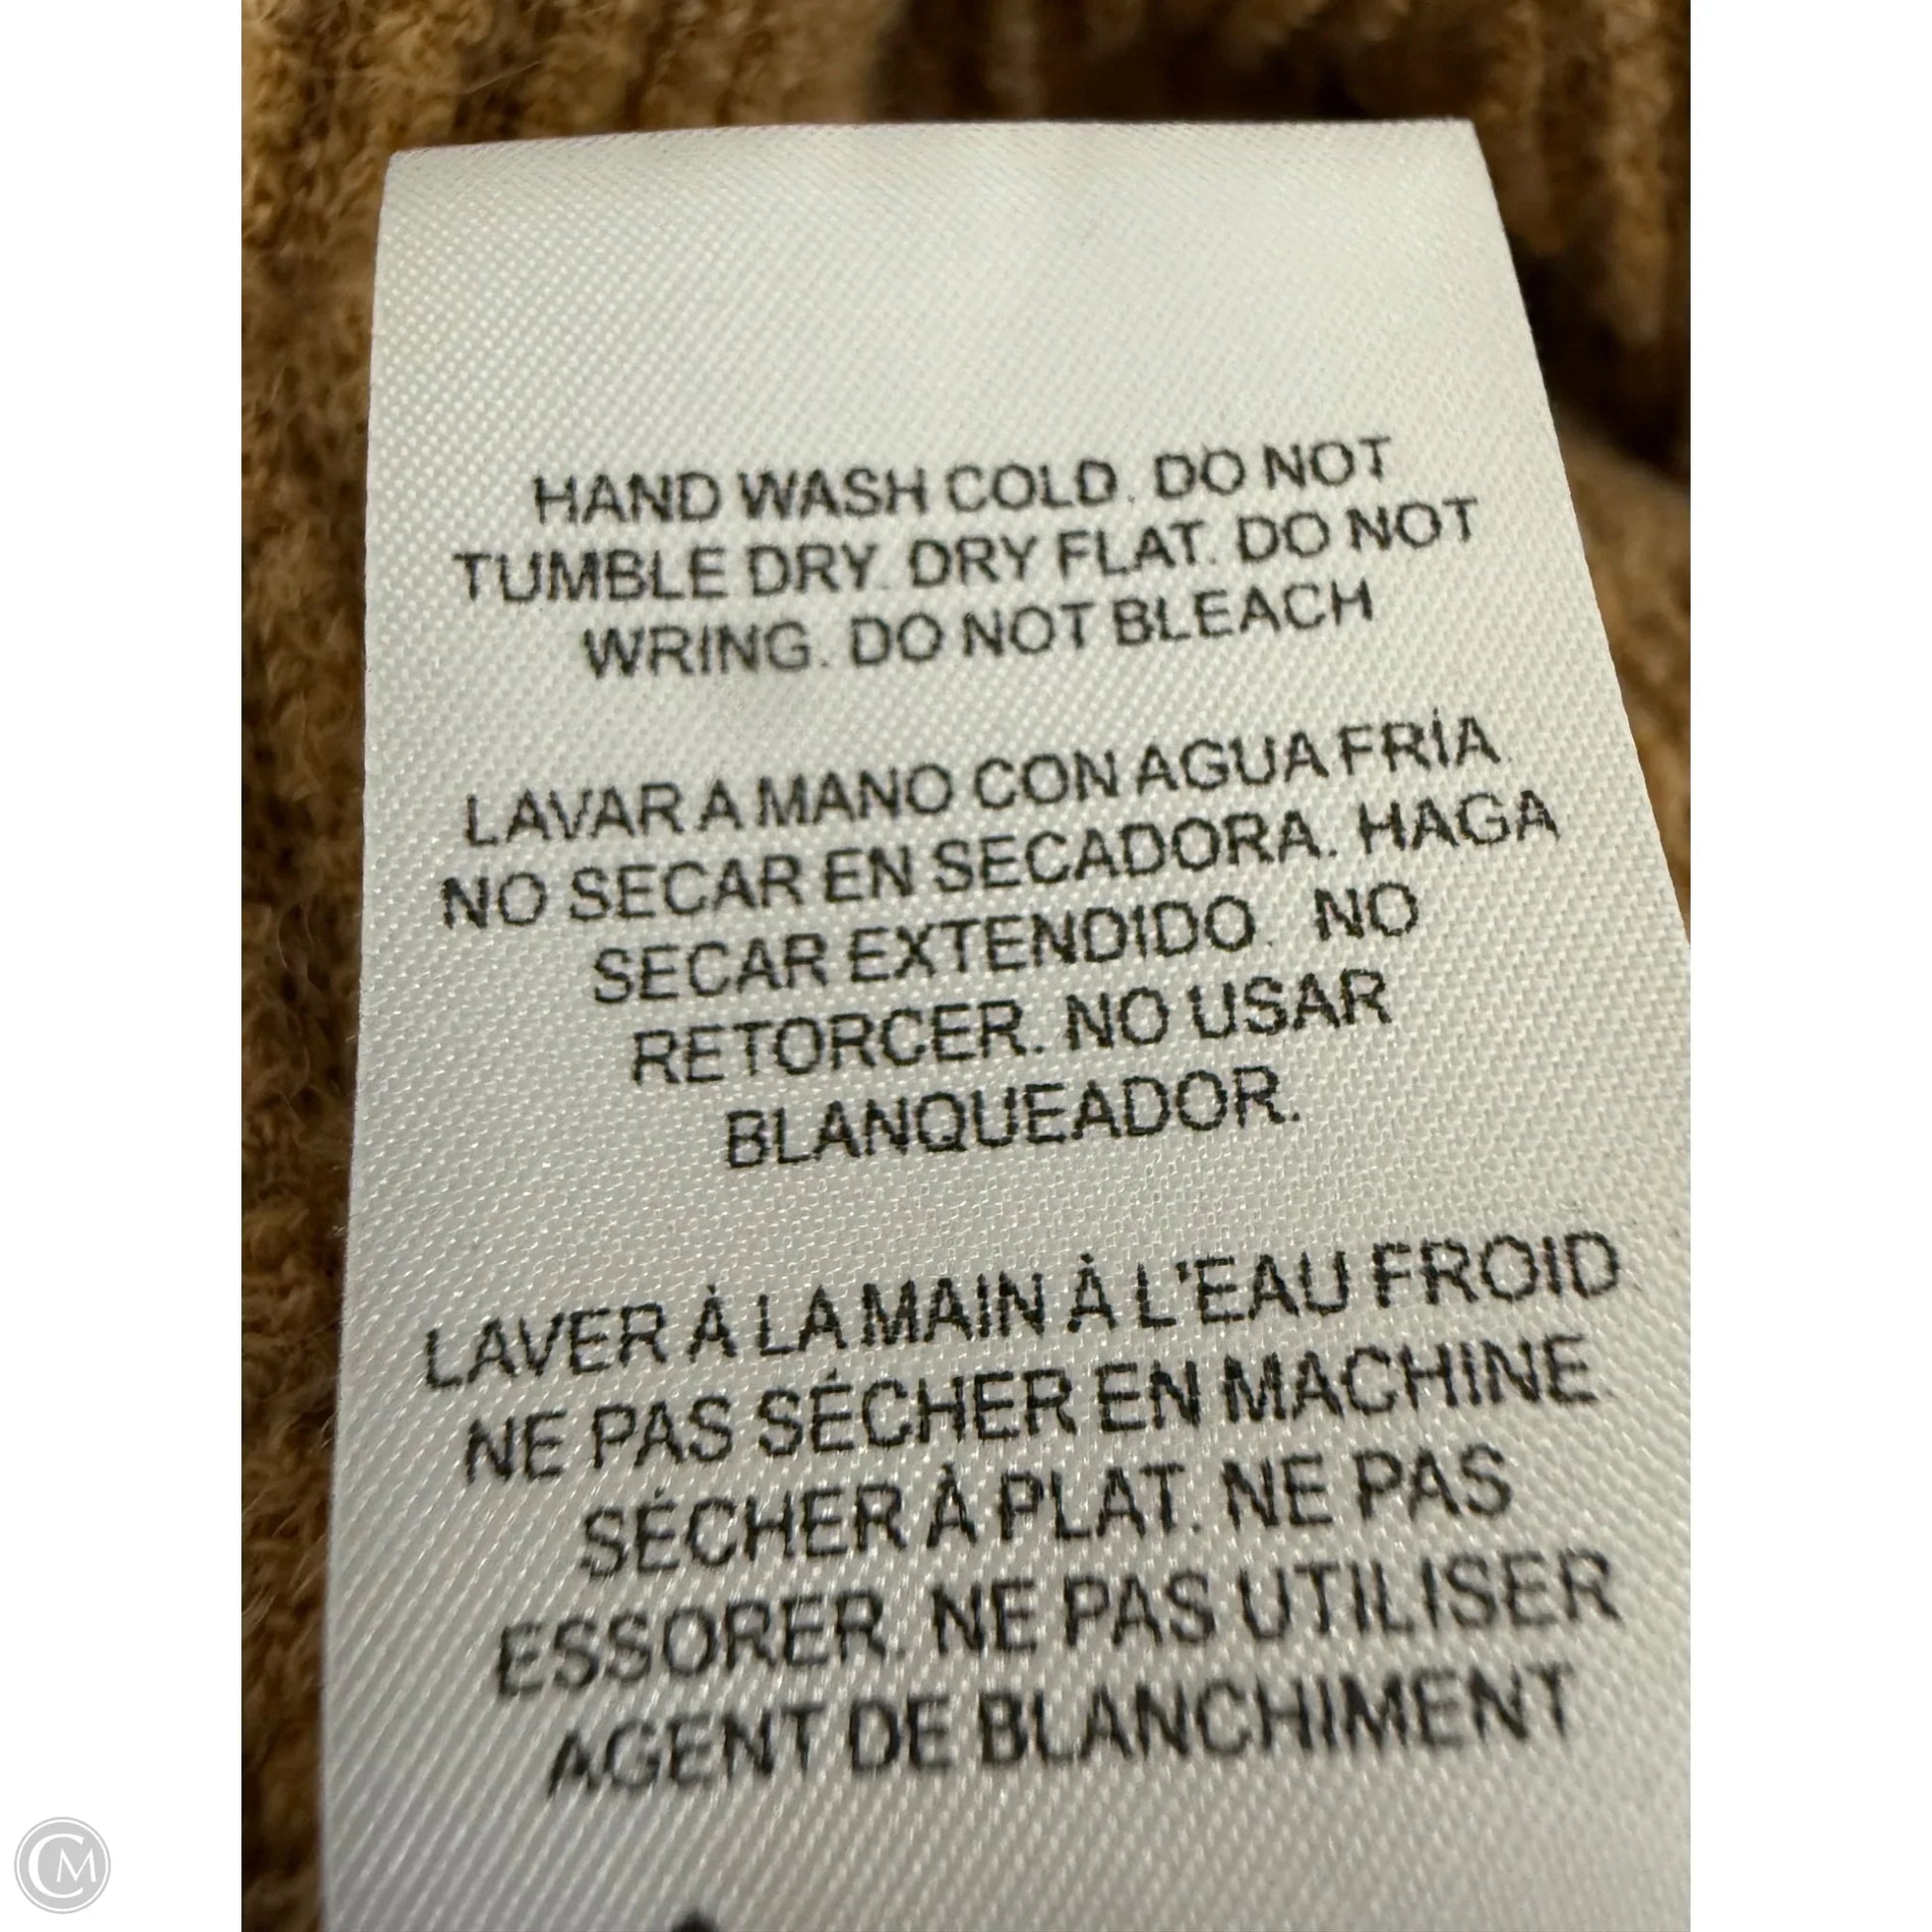 HAND WASH COLD. DO NOT
TUMBLE DRY. DRY FLAT. DO NOT
WRING. DO NOT BLEACH
LAVAR A MANO CON AGUA FRÍA
NO SECAR EN SECADORA. HAGA
SECAR EXTENDIDO. NO
RETORCER. NO USAR
BLANQUEADOR.
LAVER À LA MAIN À L'EAU FROID
NE PAS SÉCHER EN MACHINE
SÉCHER À PLAT. NE PAS
ESSORER. NE PAS UTILISER
AGENT DE BLANCHIMENT
CM